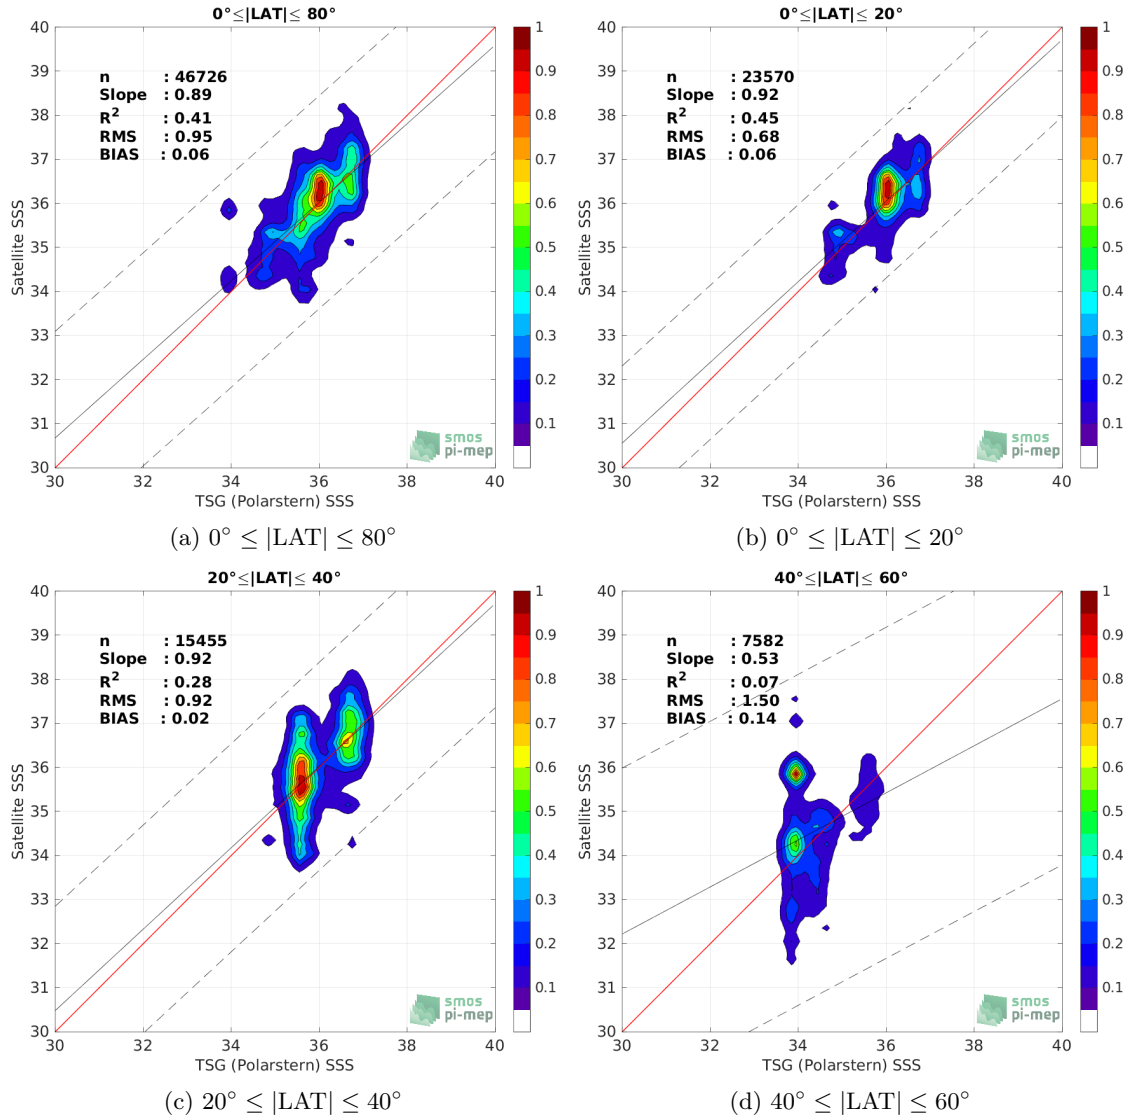 0°≤|LAT|≤ 80°
n : 46726
Slope : 0.89
R² : 0.41
RMS : 0.95
BIAS : 0.06
Satellite SSS
40
39
38
37
36
35
34
33
32
31
30
30 32 34 36 38 40
TSG (Polarstern) SSS
1
0.9
0.8
0.7
0.6
0.5
0.4
0.3
0.2
0.1
smos
pi-mep
(a) 0° ≤ |LAT| ≤ 80°
0°≤|LAT|≤ 20°
n : 23570
Slope : 0.92
R² : 0.45
RMS : 0.68
BIAS : 0.06
Satellite SSS
40
39
38
37
36
35
34
33
32
31
30
30 32 34 36 38 40
TSG (Polarstern) SSS
1
0.9
0.8
0.7
0.6
0.5
0.4
0.3
0.2
0.1
smos
pi-mep
(b) 0° ≤ |LAT| ≤ 20°
20°≤|LAT|≤ 40°
n : 15455
Slope : 0.92
R² : 0.28
RMS : 0.92
BIAS : 0.02
Satellite SSS
40
39
38
37
36
35
34
33
32
31
30
30 32 34 36 38 40
TSG (Polarstern) SSS
1
0.9
0.8
0.7
0.6
0.5
0.4
0.3
0.2
0.1
smos
pi-mep
(c) 20° ≤ |LAT| ≤ 40°
40°≤|LAT|≤ 60°
n : 7582
Slope : 0.53
R² : 0.07
RMS : 1.50
BIAS : 0.14
Satellite SSS
40
39
38
37
36
35
34
33
32
31
30
30 32 34 36 38 40
TSG (Polarstern) SSS
1
0.9
0.8
0.7
0.6
0.5
0.4
0.3
0.2
0.1
smos
pi-mep
(d) 40° ≤ |LAT| ≤ 60°